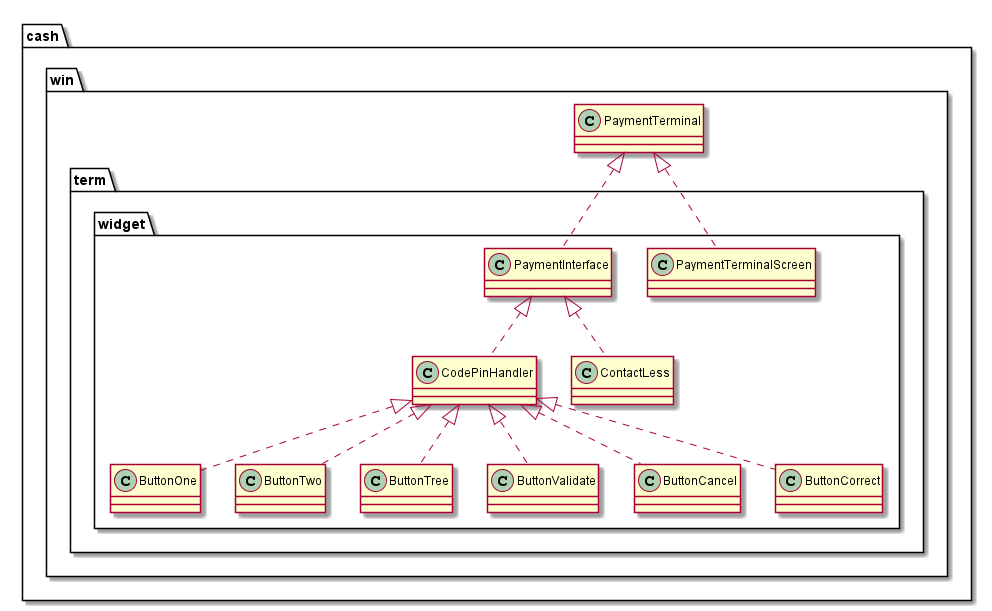 cash
win
C PaymentTerminal
term
widget
C PaymentInterface
C PaymentTerminalScreen
C CodePinHandler
C ContactLess
C ButtonOne
C ButtonTwo
C ButtonTree
C ButtonValidate
C ButtonCancel
C ButtonCorrect